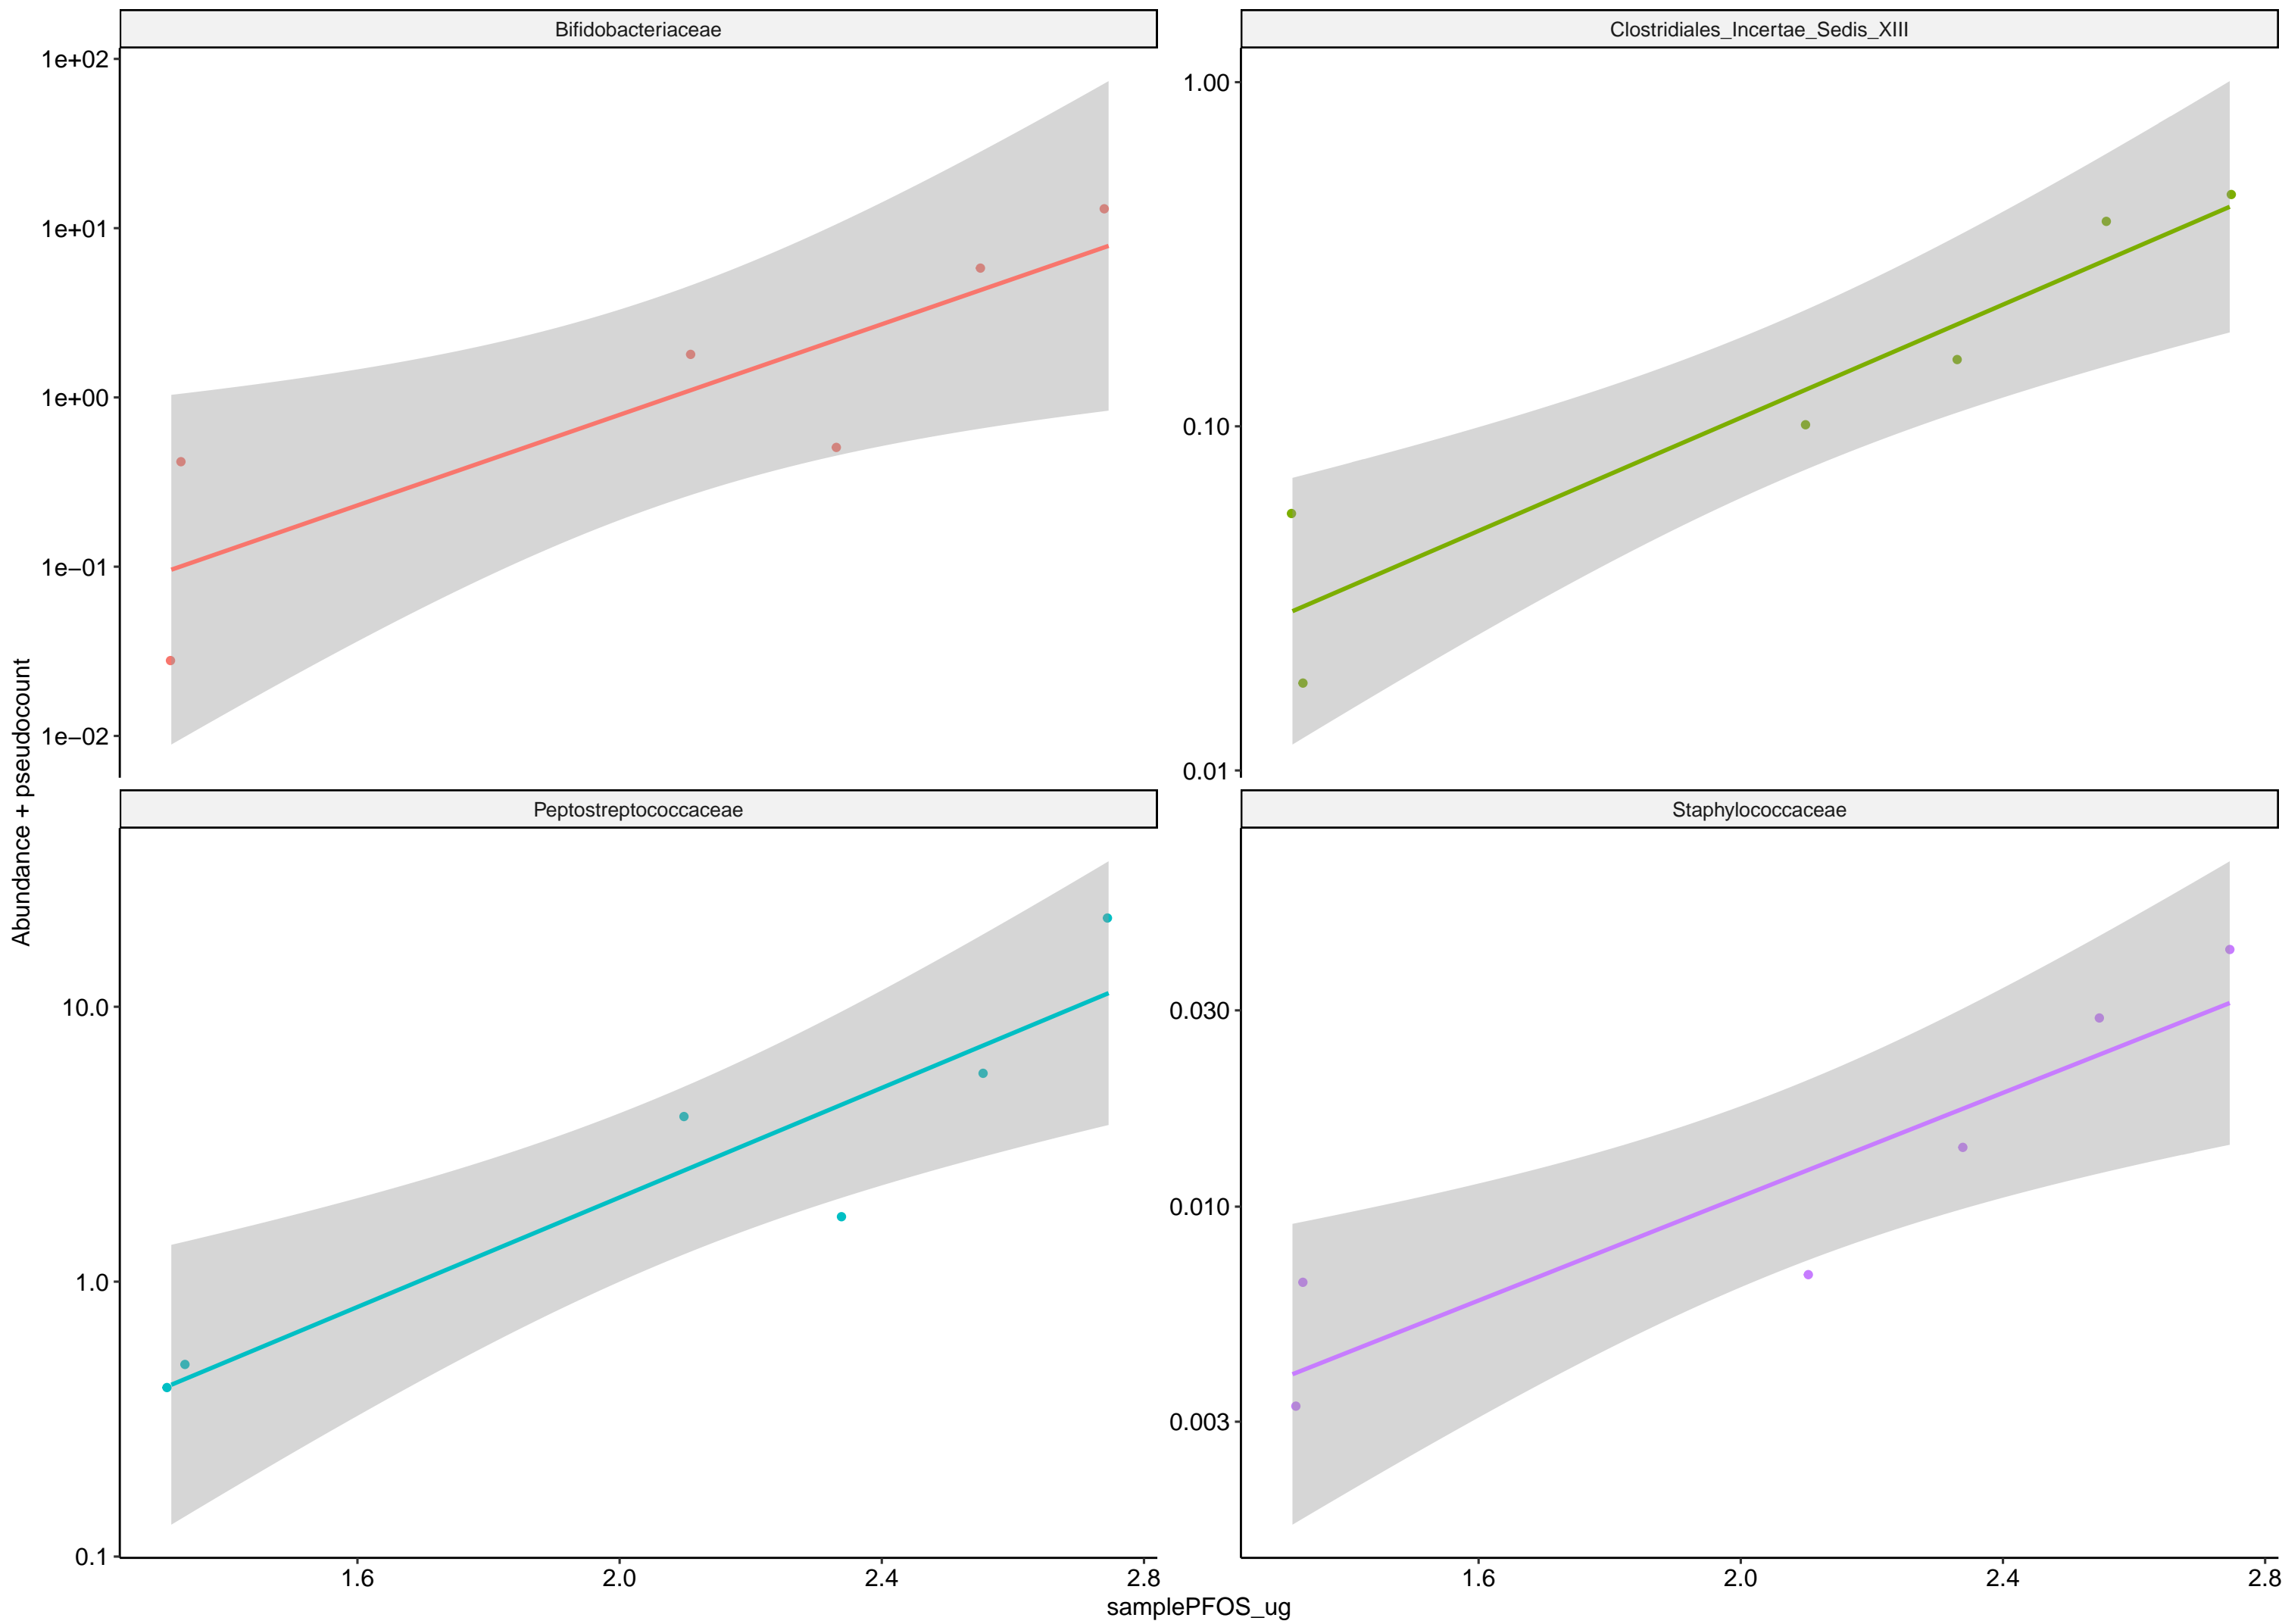 Bifidobacteriaceae
Clostridiales_Incertae_Sedis_XIII
1e+02
1e+01
1e+00
1e−01
1e−02
1.00
0.10
0.01
Abundance + pseudocount
Peptostreptococcaceae
Staphylococcaceae
10.0
1.0
0.1
0.030
0.010
0.003
1.6 2.0 2.4 2.8
1.6 2.0 2.4 2.8
samplePFOS_ug